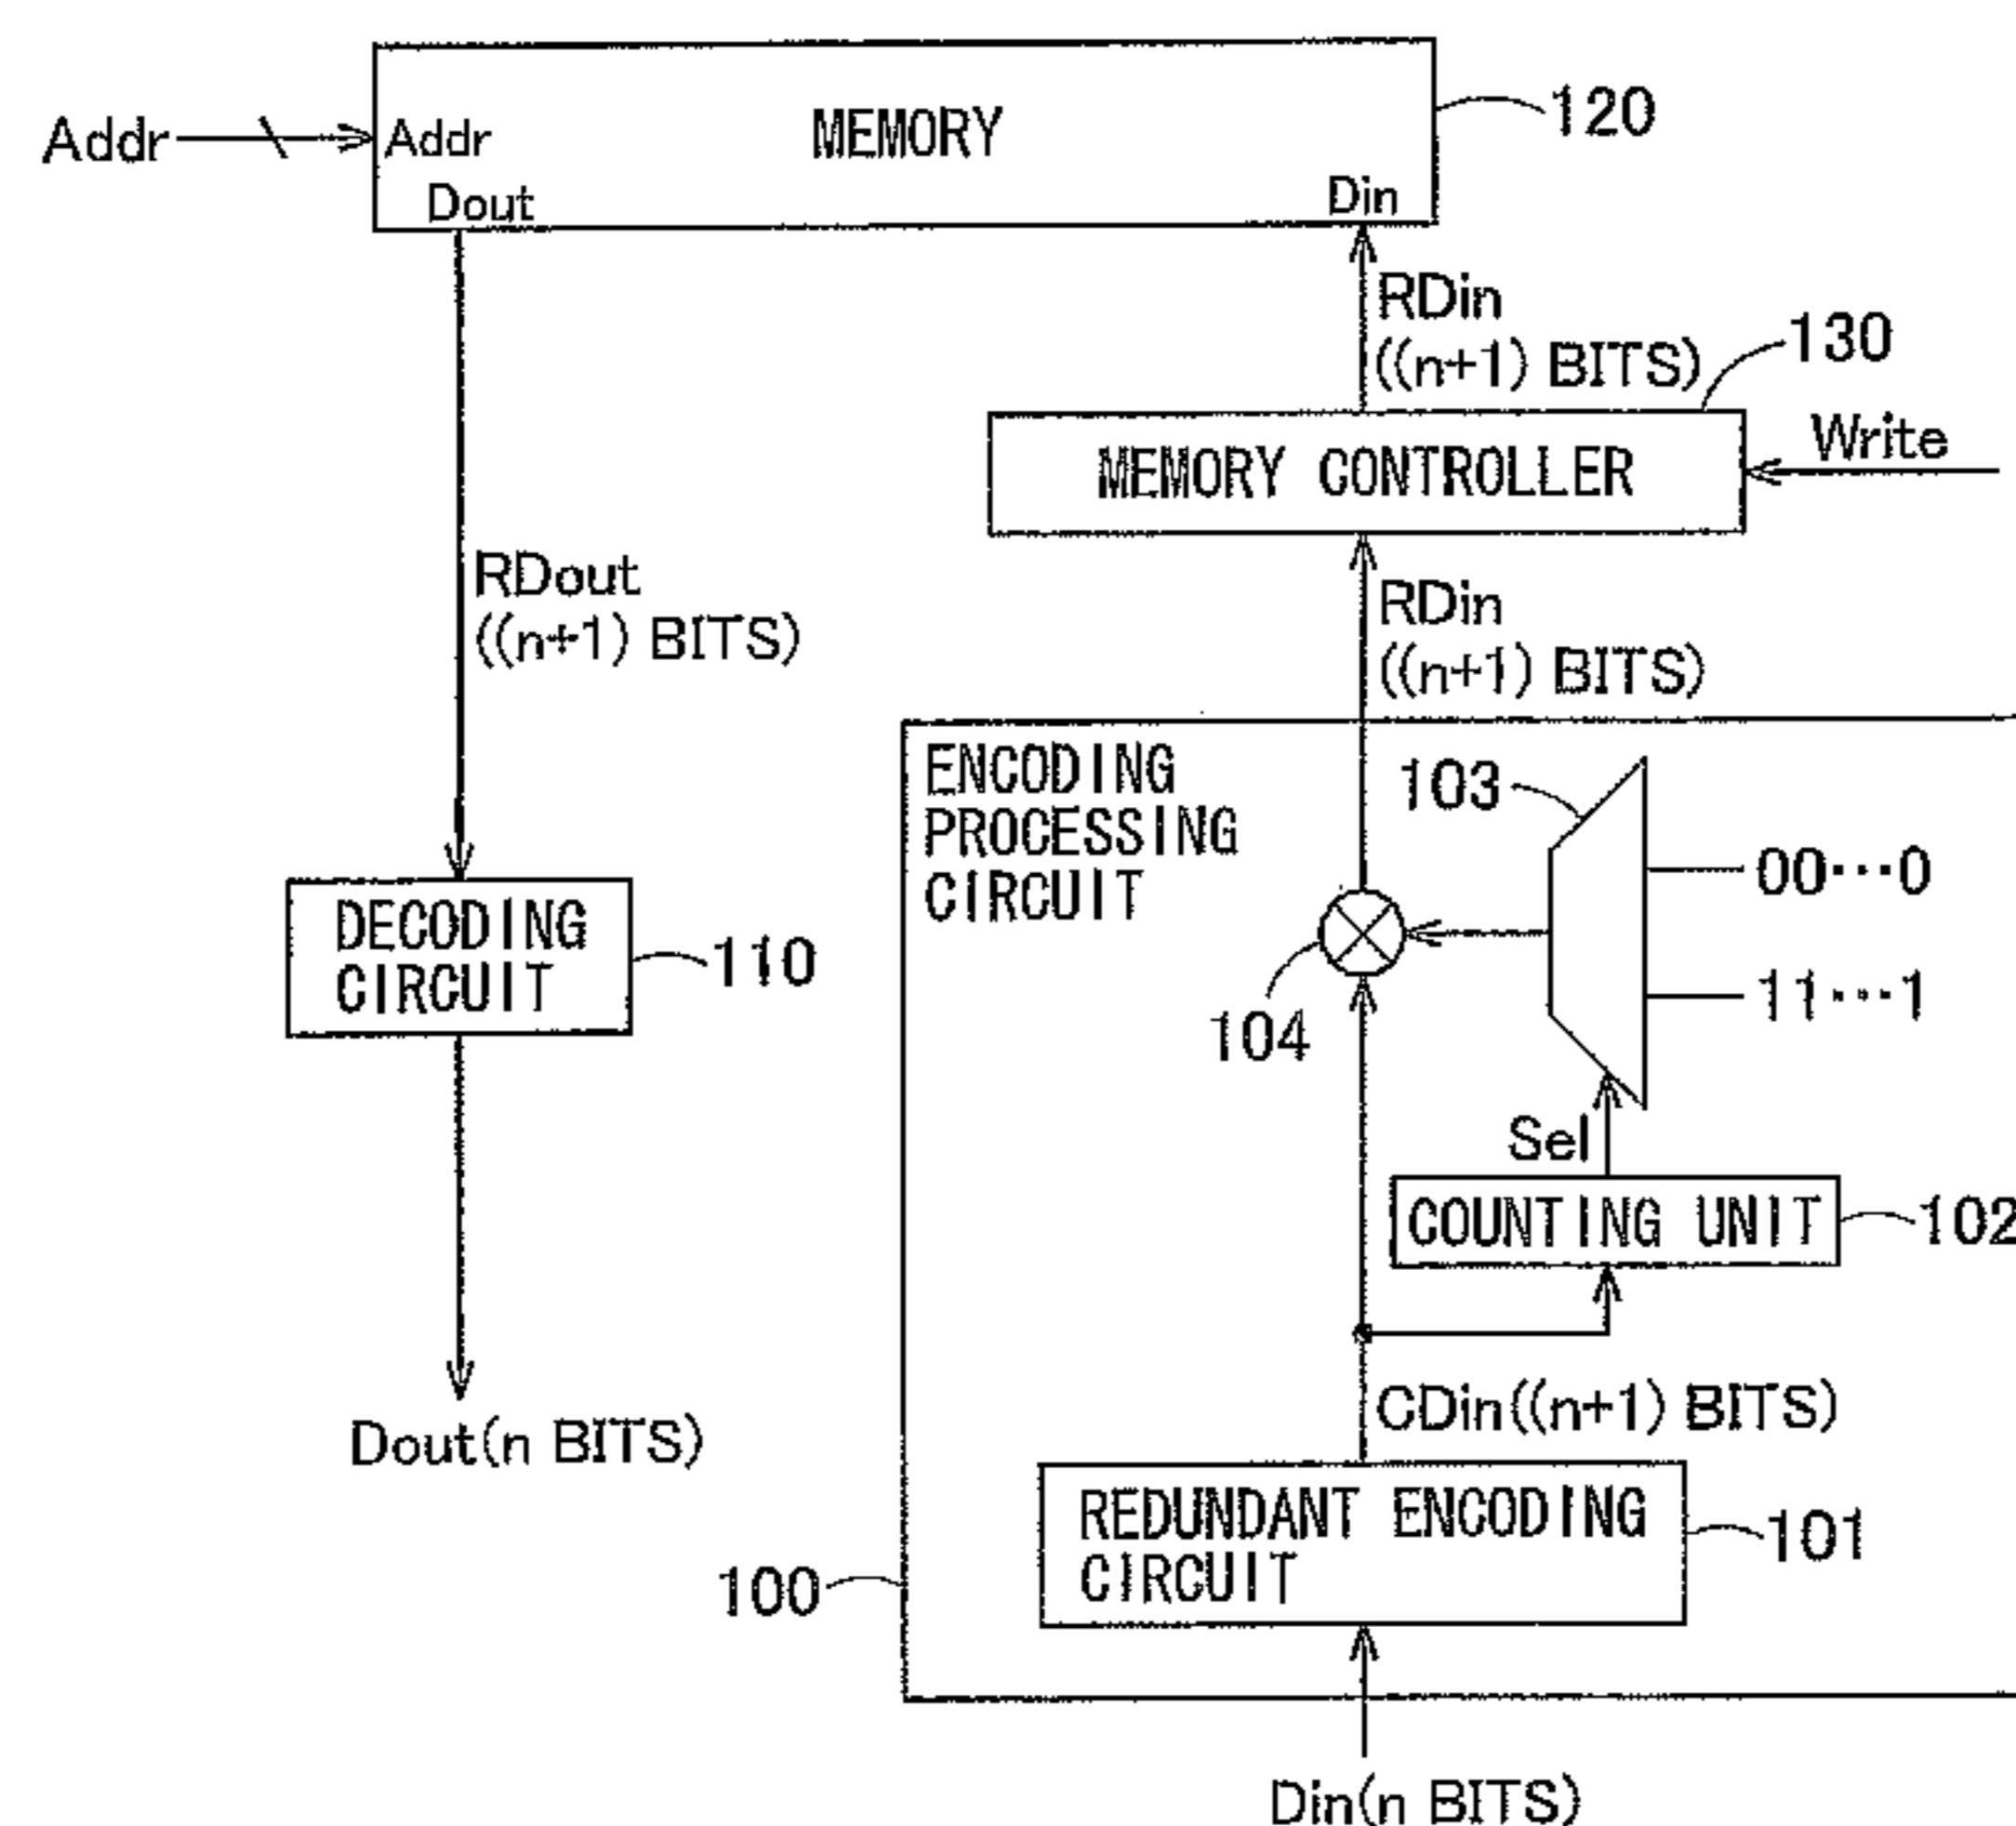 MEMORY
120
Addr
Addr
Dout
Din
RDin
((n+1) BITS)
130
Write
MEMORY CONTROLLER
RDout
((n+1) BITS)
RDin
((n+1) BITS)
ENCODING
PROCESSING
CIRCUIT
103
00···0
11···1
104
DECODING
CIRCUIT
110
Sel
COUNTING UNIT
102
CDin((n+1) BITS)
Dout(n BITS)
REDUNDANT ENCODING
CIRCUIT
101
100
Din(n BITS)